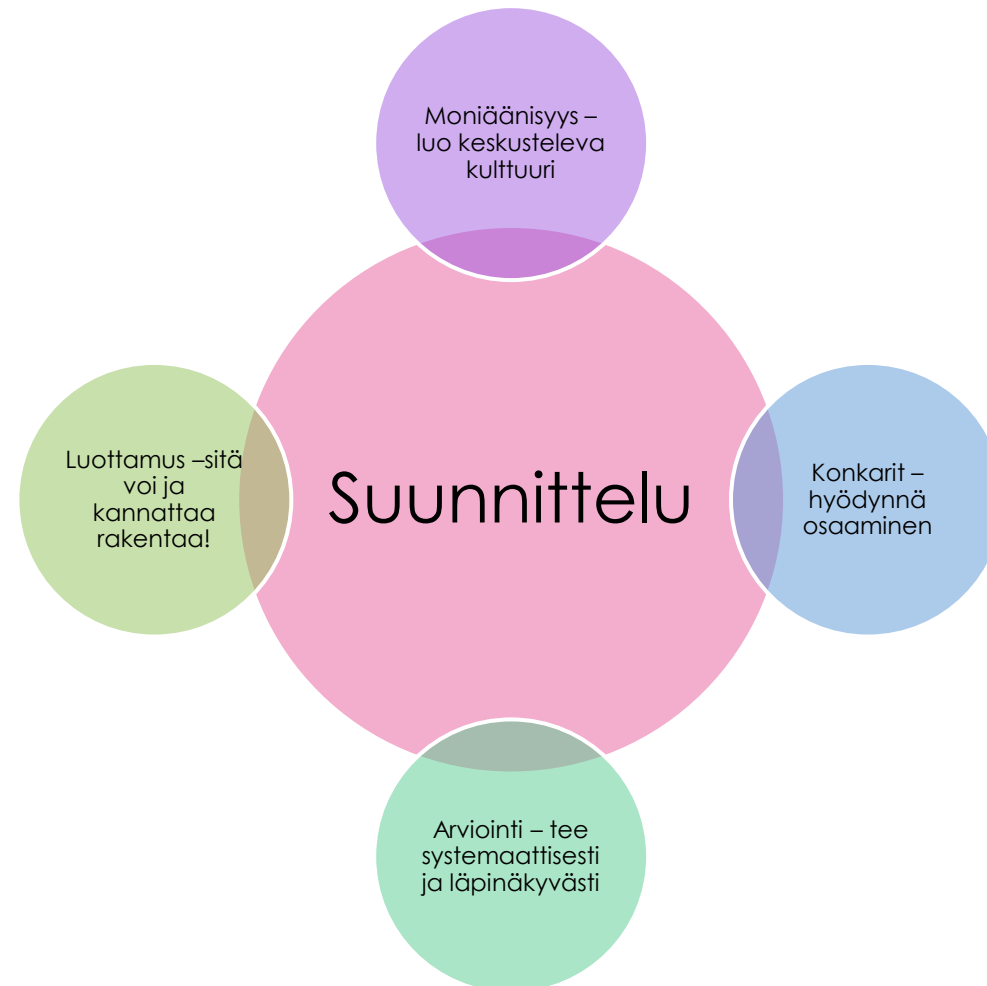 Moniäänisyys –
luo keskusteleva
kulttuuri
Luottamus –sitä
voi ja
kannattaa
rakentaa!
Suunnittelu
Konkarit –
hyödynnä
osaaminen
Arviointi – tee
systemaattisesti
ja läpinäkyvästi